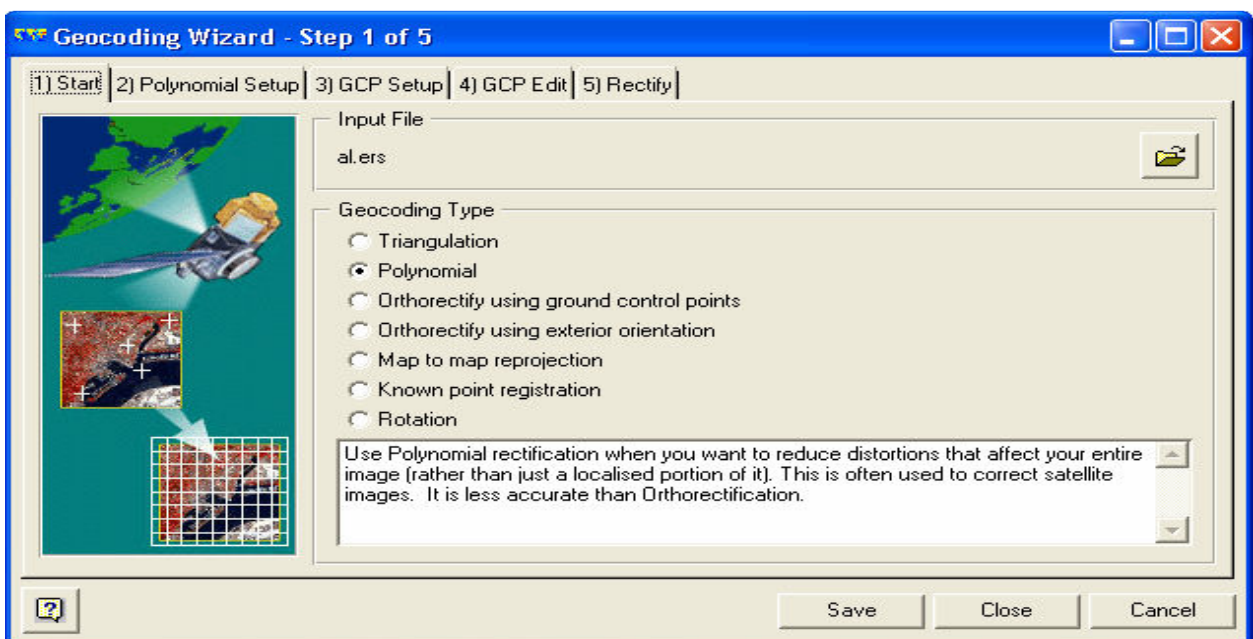 Geocoding Wizard - Step 1 of 5
1) Start 2) Polynomial Setup 3) GCP Setup 4) GCP Edit 5) Rectify
Input File
al.ers
Geocoding Type
Triangulation
Polynomial
Orthorectify using ground control points
Orthorectify using exterior orientation
Map to map reprojection
Known point registration
Rotation
Use Polynomial rectification when you want to reduce distortions that affect your entire
image (rather than just a localised portion of it). This is often used to correct satellite
images. It is less accurate than Orthorectification.
Save Close Cancel